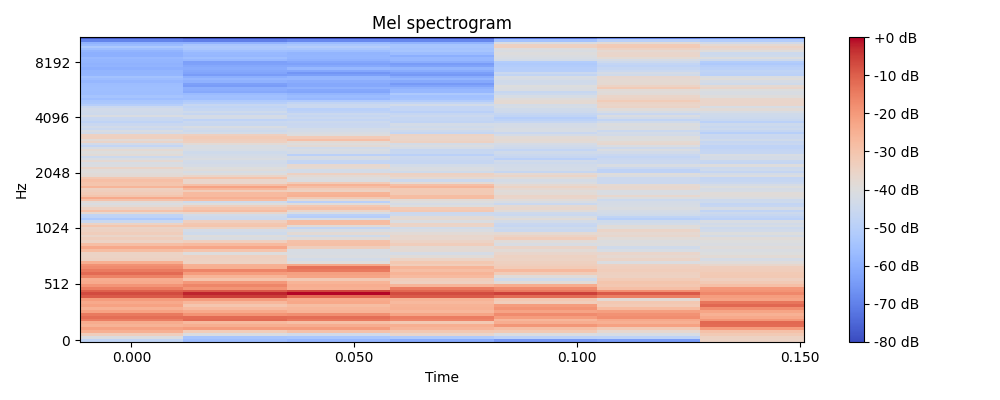 Mel spectrogram
Hz
8192
4096
2048
1024
512
0
0.000
0.050
0.100
0.150
Time
+0 dB
-10 dB
-20 dB
-30 dB
-40 dB
-50 dB
-60 dB
-70 dB
-80 dB